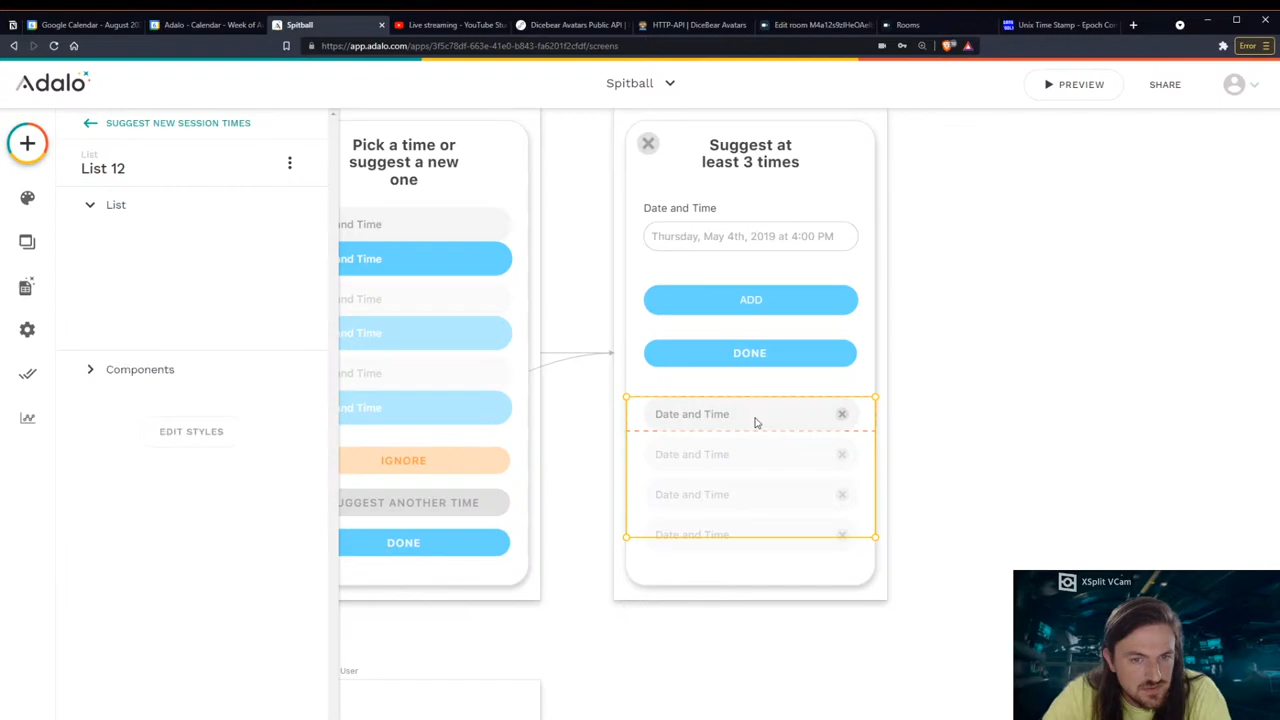 Google Calendar - August 20
Adalo - Calendar - Week of A
Spitball
Live streaming - YouTube Stu
Dicebear Avatars Public API
HTTP-API | DiceBear Avatars
Edit room
Rooms
Unix Time Stamp - Epoch Con
https://app.adalo.com/apps/3f5c78df-663e-41e0-b843-fa6201f2cfdf/screens
Error
Adalo
Spitball
PREVIEW
SHARE
SUGGEST NEW SESSION TIMES
List
List 12
List
Components
EDIT STYLES
Pick a time or
suggest a new
one
and Time
and Time
and Time
and Time
and Time
and Time
IGNORE
UGGEST ANOTHER TIME
DONE
User
Suggest at
least 3 times
Date and Time
Thursday, May 4th, 2019 at 4:00 PM
ADD
DONE
Date and Time
Date and Time
Date and Time
Date and Time
XSplit VCam